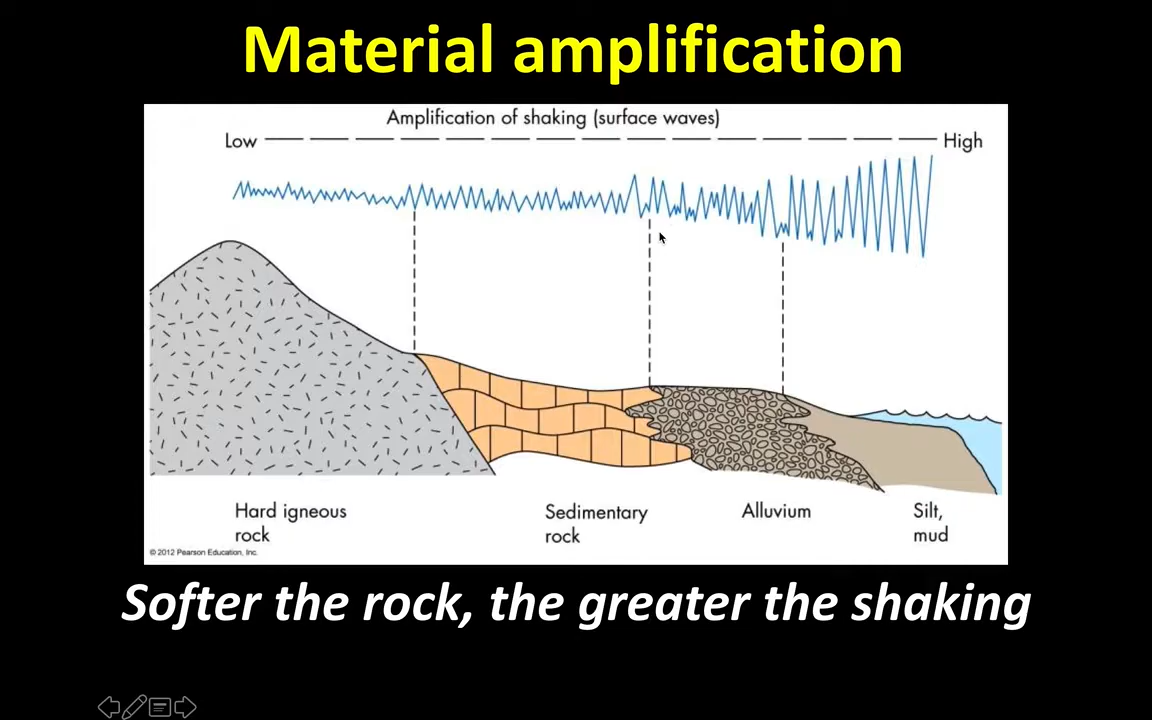 Material amplification
Amplification of shaking (surface waves)
Low High
Hard igneous
rock
Sedimentary
rock
Alluvium
Silt,
mud
© 2012 Pearson Education, Inc.
Softer the rock, the greater the shaking